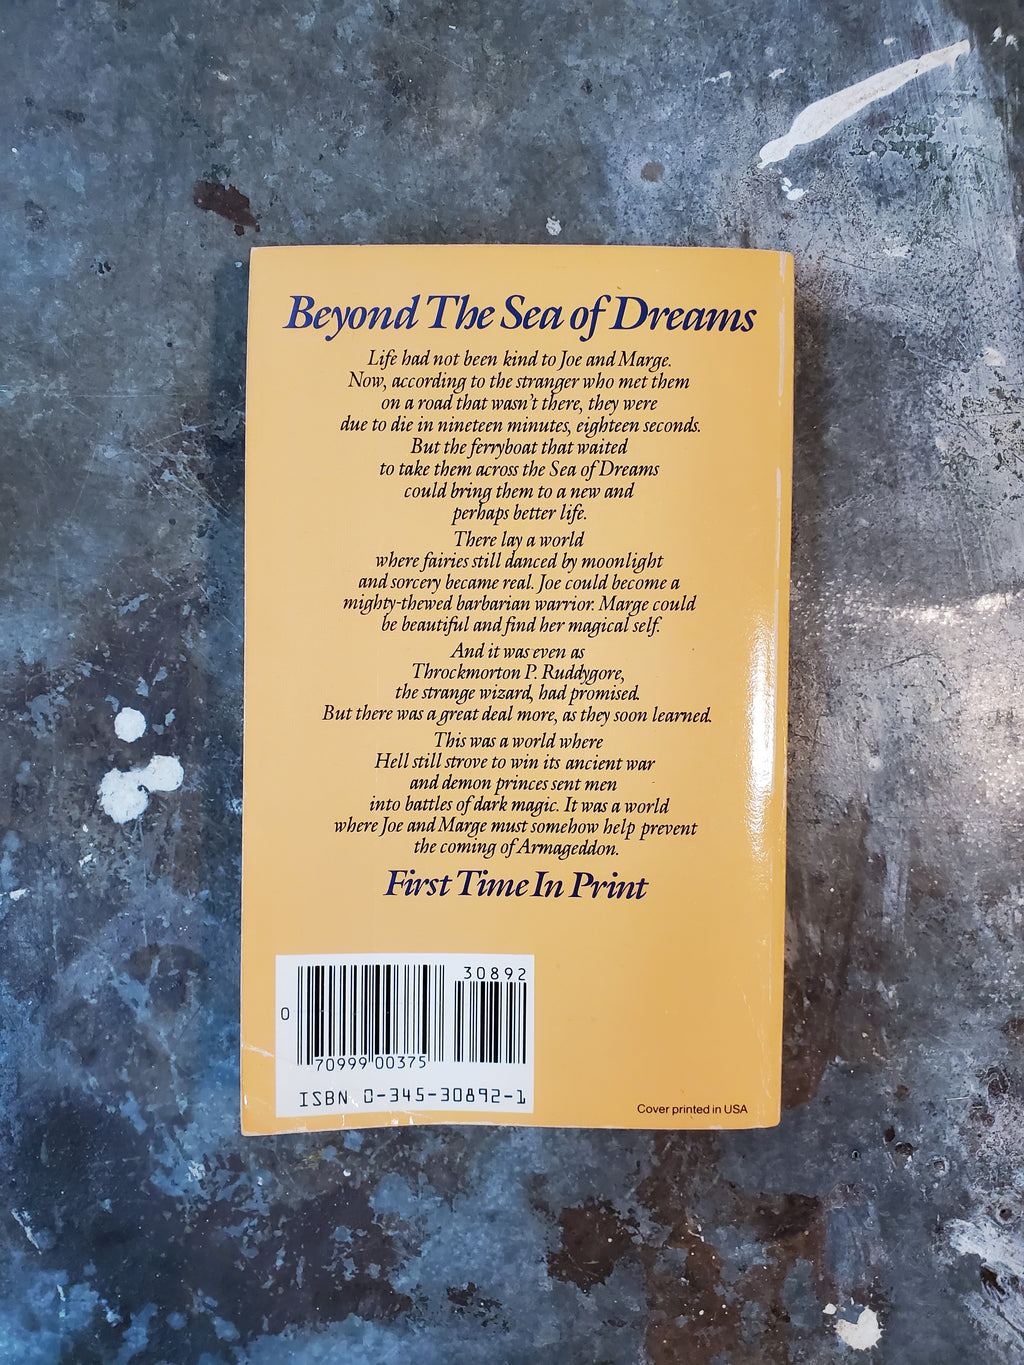 Beyond The Sea of Dreams
Life had not been kind to Joe and Marge.
Now, according to the stranger who met them
on a road that wasn't there, they were
due to die in nineteen minutes, eighteen seconds.
But the ferryboat that waited
to take them across the Sea of Dreams
could bring them to a new and
perhaps better life.
There lay a world
where fairies still danced by moonlight
and sorcery became real. Joe could become a
mighty-thewed barbarian warrior. Marge could
be beautiful and find her magical self.
And it was even as
Throckmorton P. Ruddygore,
the strange wizard, had promised.
But there was a great deal more, as they soon learned.
This was a world where
Hell still strove to win its ancient war
and demon princes sent men
into battles of dark magic. It was a world
where Joe and Marge must somehow help prevent
the coming of Armageddon.
First Time In Print
30892
0
70999 00375
ISBN 0-345-30892-1
Cover printed in USA